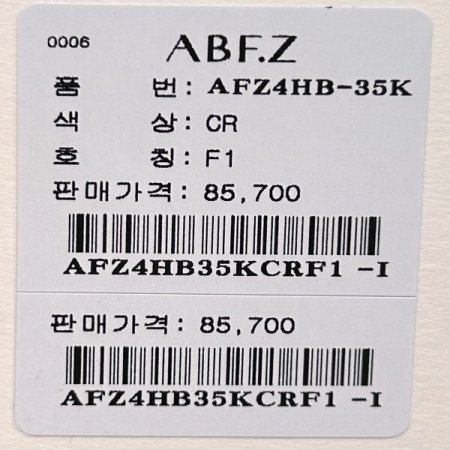 0006 ABF.Z
품 번: AFZ4HB-35K
색 상: CR
호 칭: F1
판매가격: 85,700
AFZ4HB35KCRF1 -I
판매가격: 85,700
AFZ4HB35KCRF1 -I